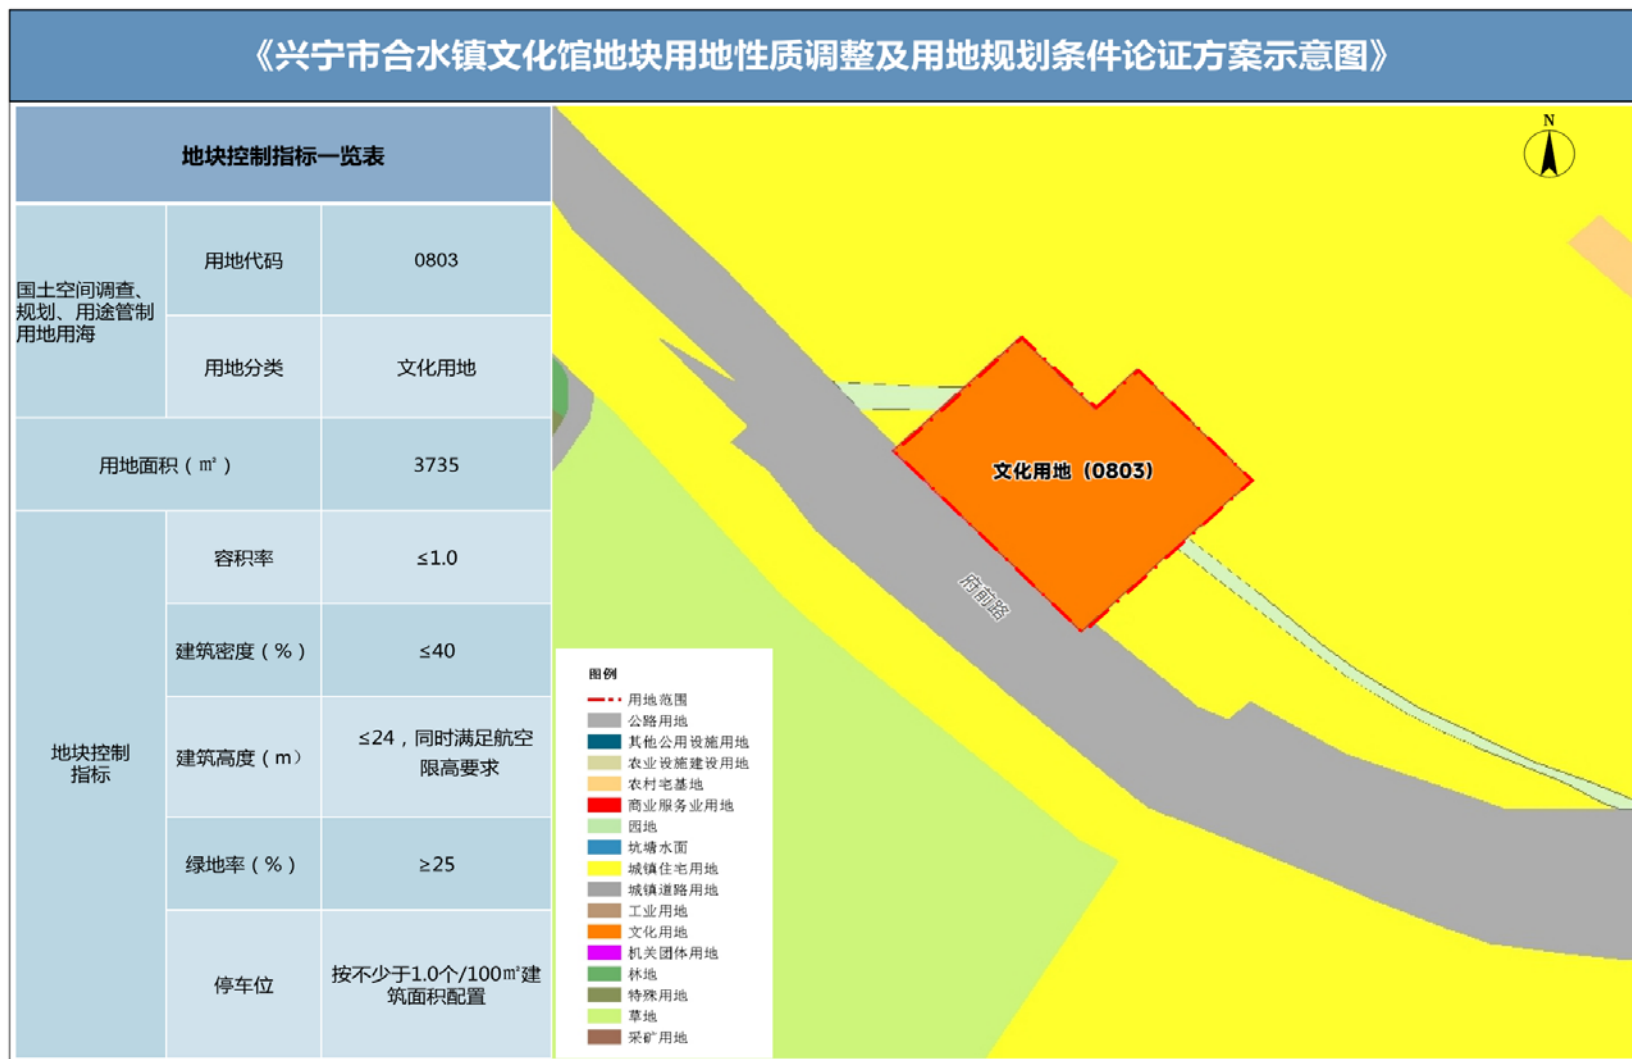 《兴宁市合水镇文化馆地块用地性质调整及用地规划条件论证方案示意图》
地块控制指标一览表
国土空间调查、
规划、用途管制
用地用海
用地代码
0803
用地分类
文化用地
用地面积（㎡）
3735
地块控制
指标
容积率
≤1.0
建筑密度（%）
≤40
建筑高度（m）
≤24，同时满足航空
限高要求
绿地率（%）
≥25
停车位
按不少于1.0个/100㎡建
筑面积配置
N
文化用地（0803）
府前路
图例
用地范围
公路用地
其他公用设施用地
农业设施建设用地
农村宅基地
商业服务业用地
园地
坑塘水面
城镇住宅用地
城镇道路用地
工业用地
文化用地
机关团体用地
林地
特殊用地
草地
采矿用地